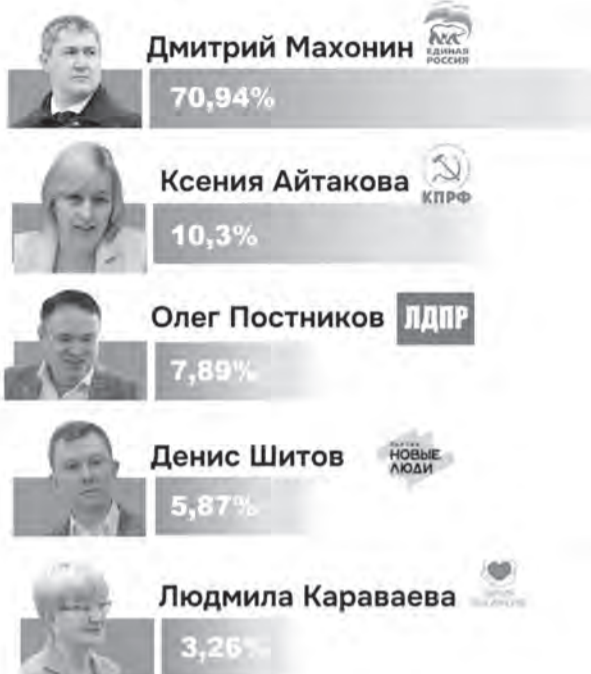 Дмитрий Махонин
ЕДИНАЯ
РОССИЯ
70,94%
Ксения Айтакова
КПРФ
10,3%
Олег Постников
ЛДПР
7,89%
Денис Шитов
ПАРТИЯ
НОВЫЕ
ЛЮДИ
5,87%
Людмила Караваева
3,26%